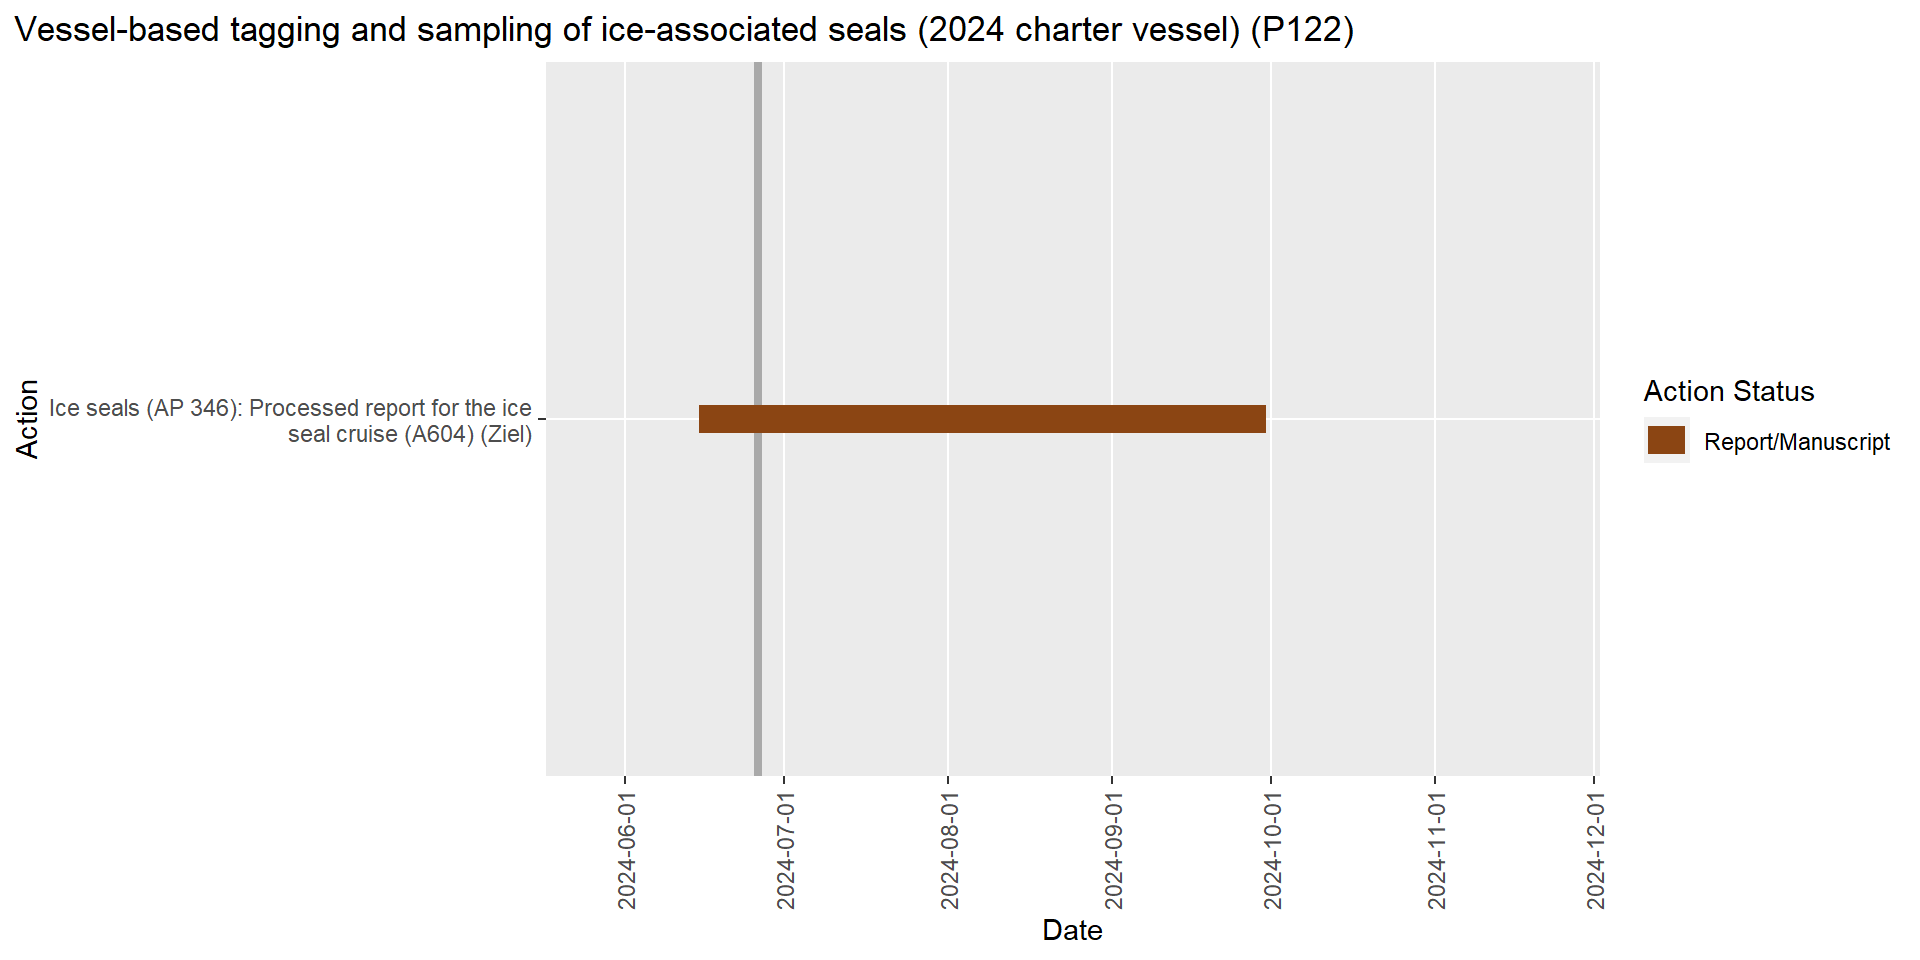 Vessel-based tagging and sampling of ice-associated seals (2024 charter vessel) (P122)
Action
Ice seals (AP 346): Processed report for the ice
seal cruise (A604) (Ziel)
Action Status
Report/Manuscript
2024-06-01
2024-07-01
2024-08-01
2024-09-01
2024-10-01
2024-11-01
2024-12-01
Date